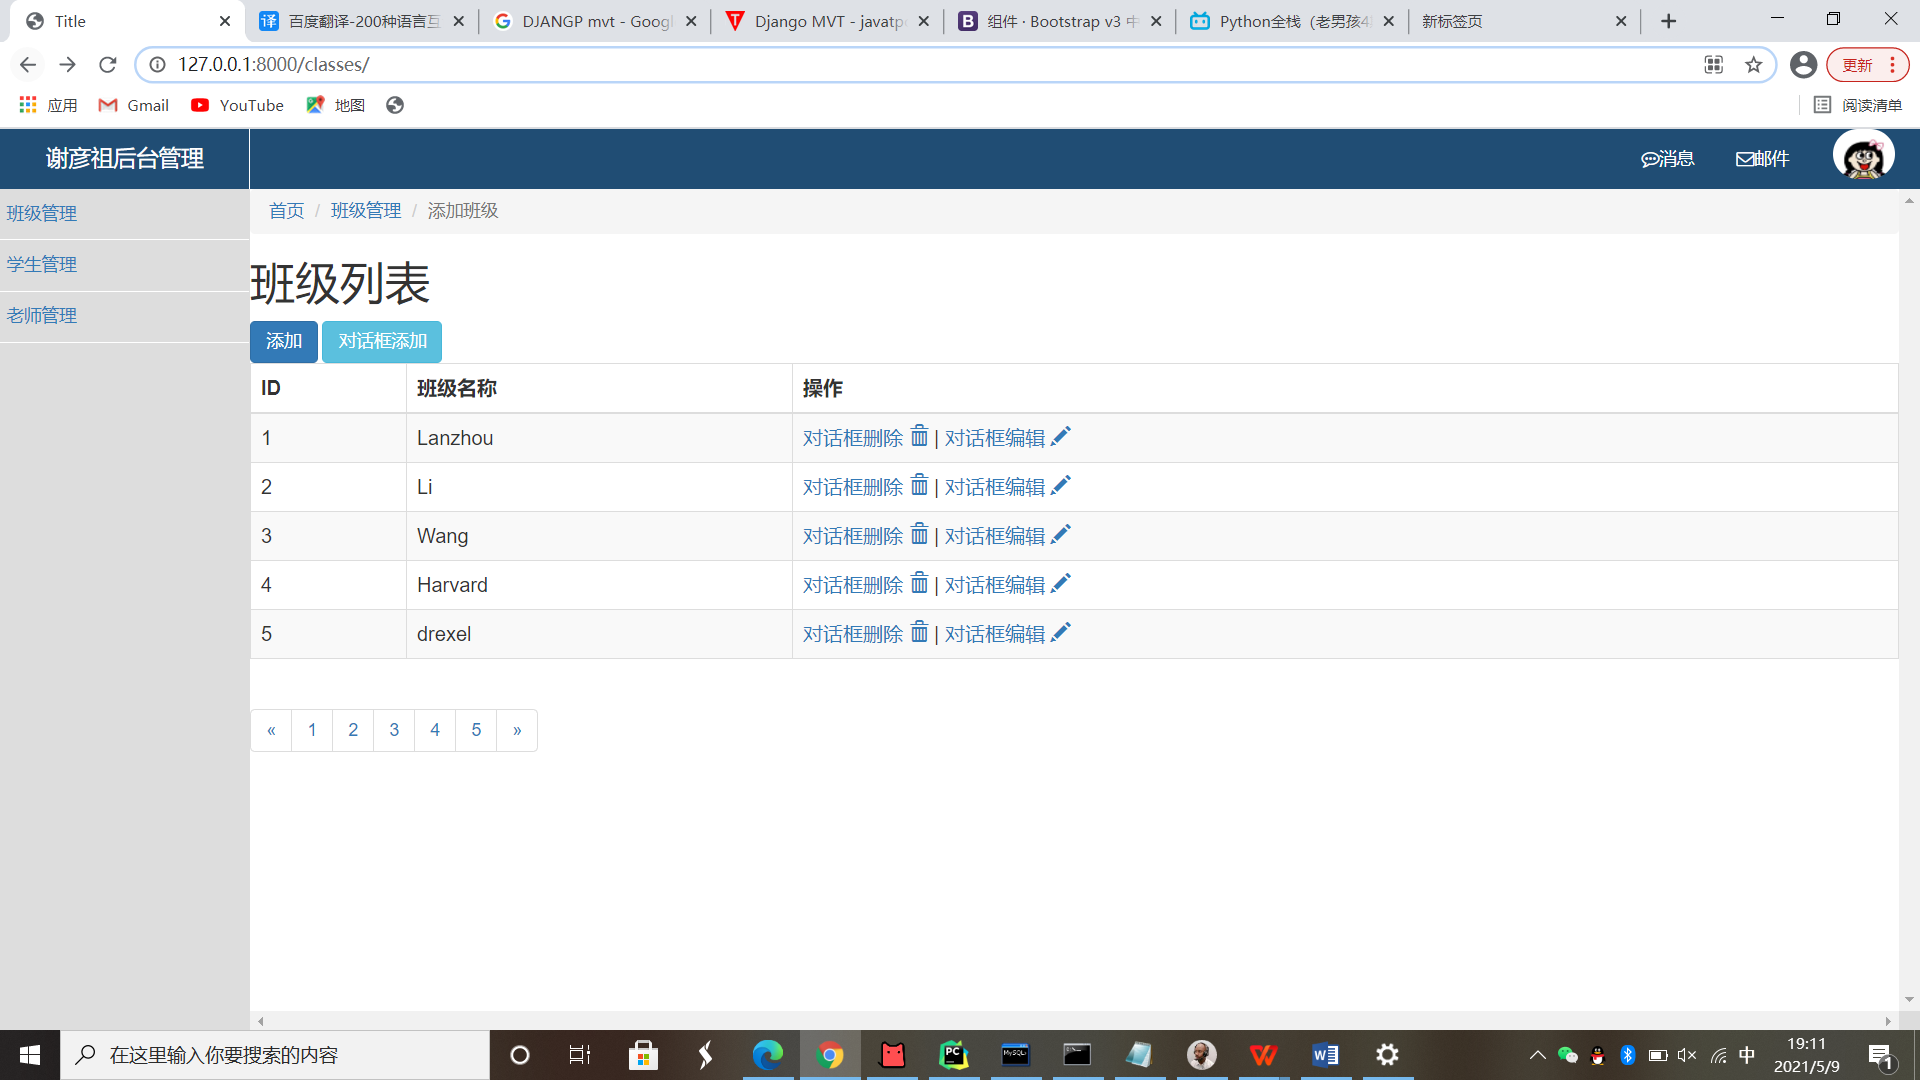 Title
百度翻译-200种语言互
DJANGP mvt - Goog
Django MVT - javatp
组件 · Bootstrap v3 中
Python全栈（老男孩4
新标签页
127.0.0.1:8000/classes/
更新
应用
Gmail
YouTube
地图
阅读清单
谢彦祖后台管理
消息
邮件
班级管理
学生管理
老师管理
首页 / 班级管理 / 添加班级
班级列表
添加 对话框添加
ID 班级名称 操作
1 Lanzhou 对话框删除 | 对话框编辑
2 Li 对话框删除 | 对话框编辑
3 Wang 对话框删除 | 对话框编辑
4 Harvard 对话框删除 | 对话框编辑
5 drexel 对话框删除 | 对话框编辑
« 1 2 3 4 5 »
在这里输入你要搜索的内容
中
19:11
2021/5/9
1